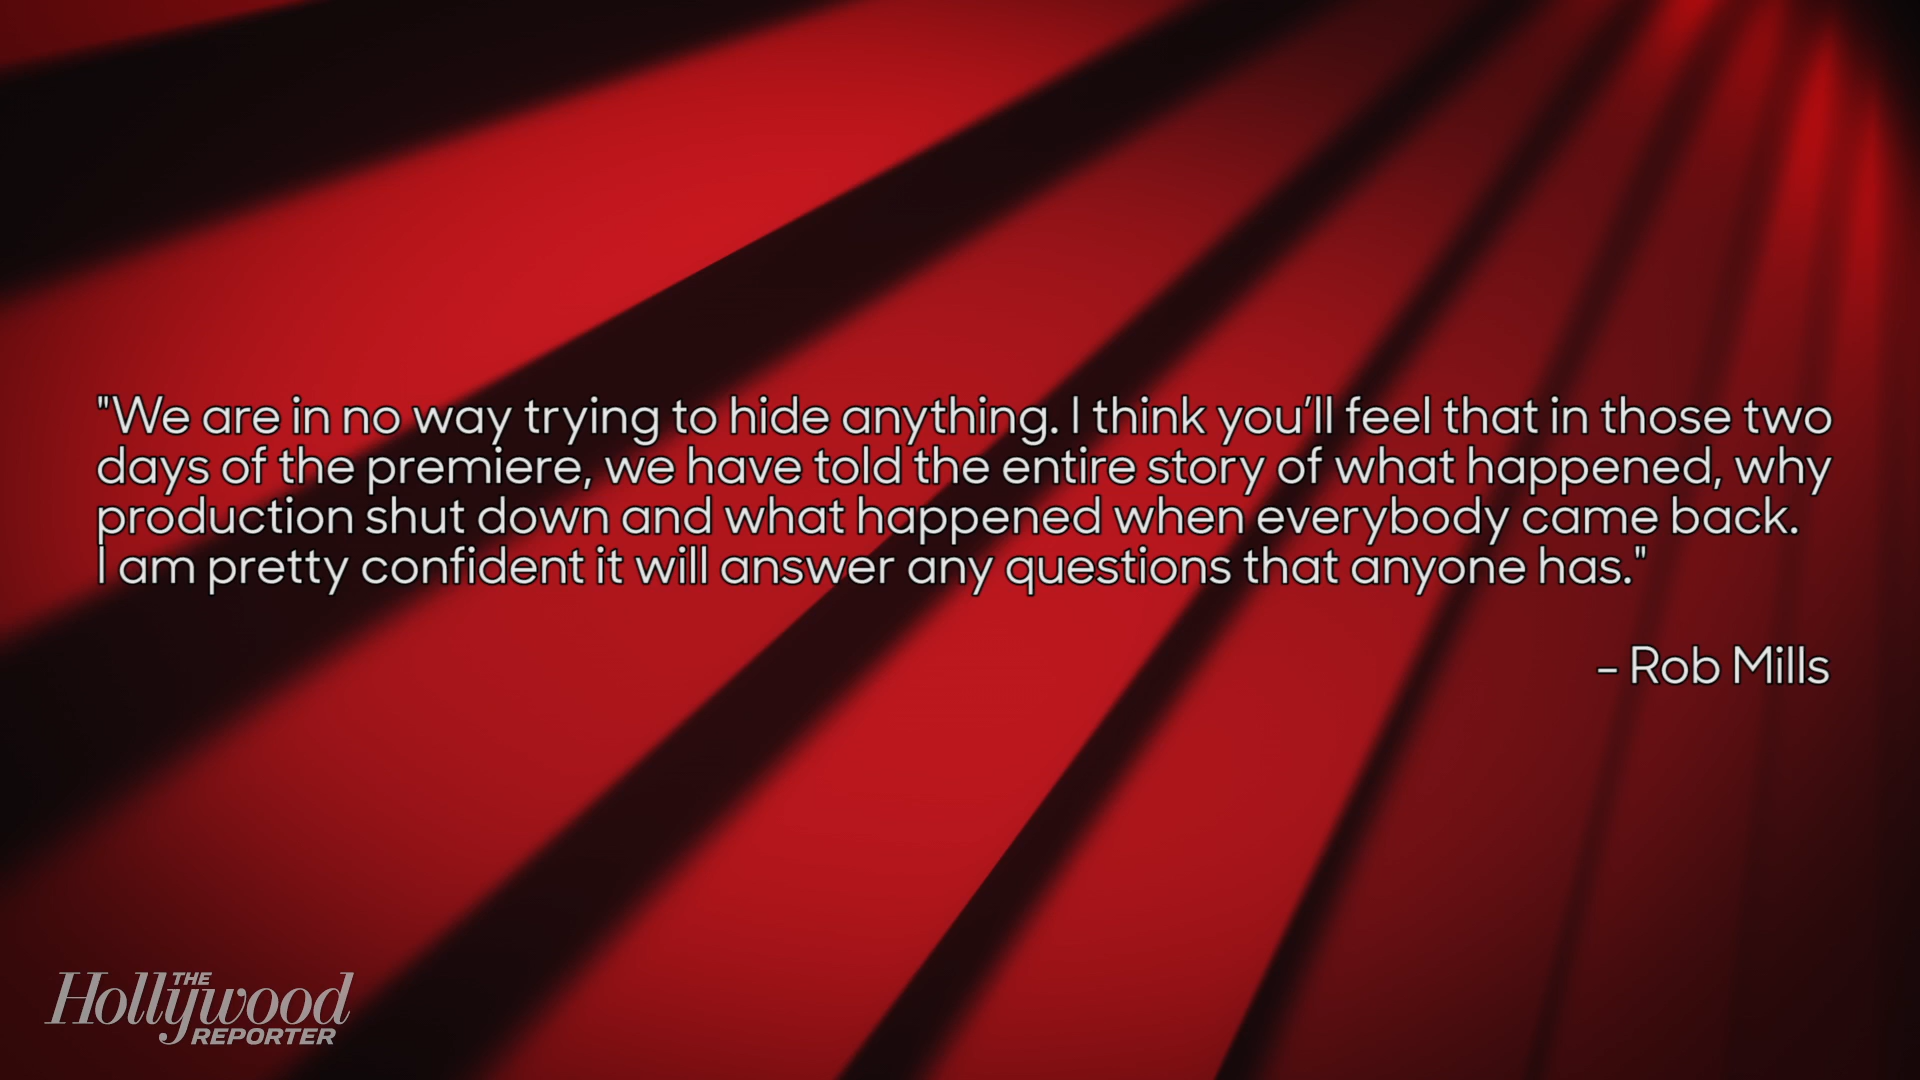 "We are in no way trying to hide anything. I think you’ll feel that in those two
days of the premiere, we have told the entire story of what happened, why
production shut down and what happened when everybody came back.
I am pretty confident it will answer any questions that anyone has."
– Rob Mills
THE
Hollywood
REPORTER